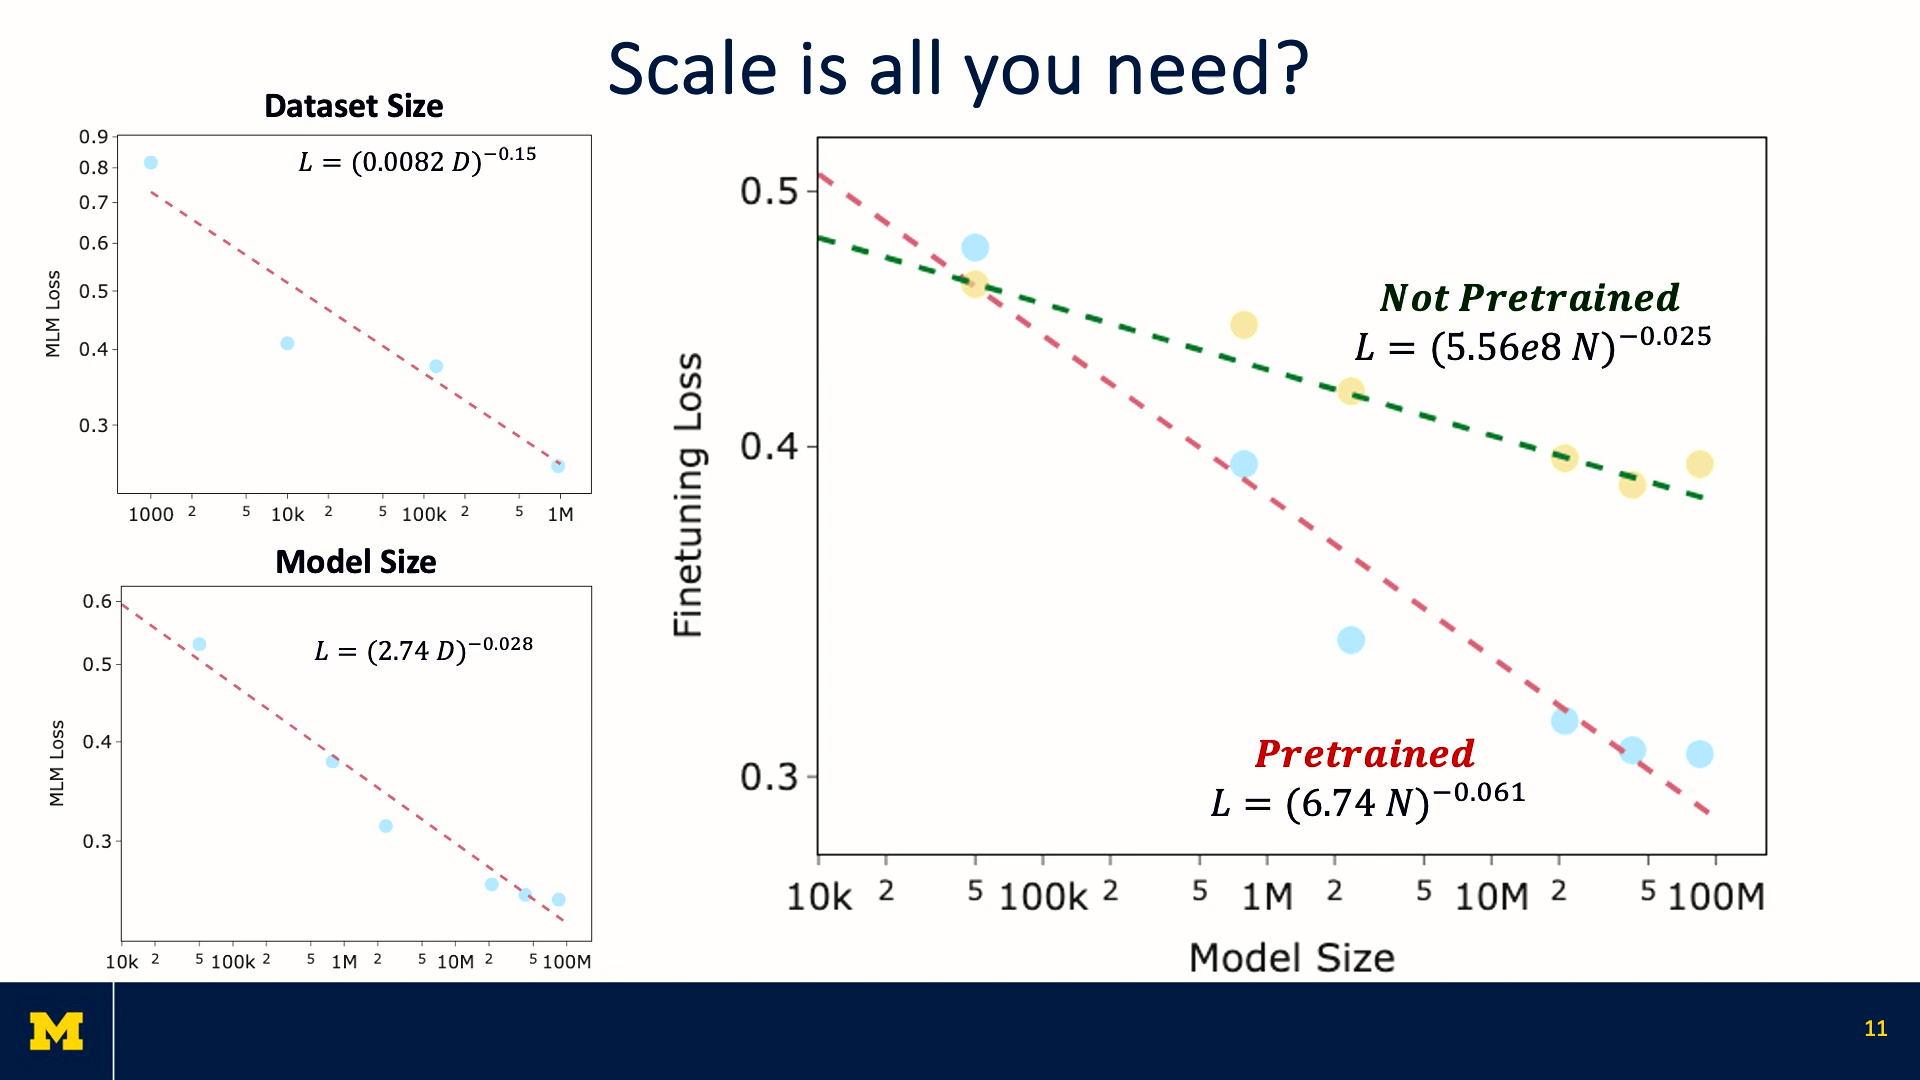 Scale is all you need?
Dataset Size
L = (0.0082 D)^−0.15
MLM Loss
0.9
0.8
0.7
0.6
0.5
0.4
0.3
1000 2 5 10k 2 5 100k 2 5 1M
Model Size
L = (2.74 D)^−0.028
MLM Loss
0.6
0.5
0.4
0.3
10k 2 5 100k 2 5 1M 2 5 10M 2 5 100M
Finetuning Loss
0.5
0.4
0.3
Not Pretrained
L = (5.56e8 N)^−0.025
Pretrained
L = (6.74 N)^−0.061
10k 2 5 100k 2 5 1M 2 5 10M 2 5 100M
Model Size
M
11